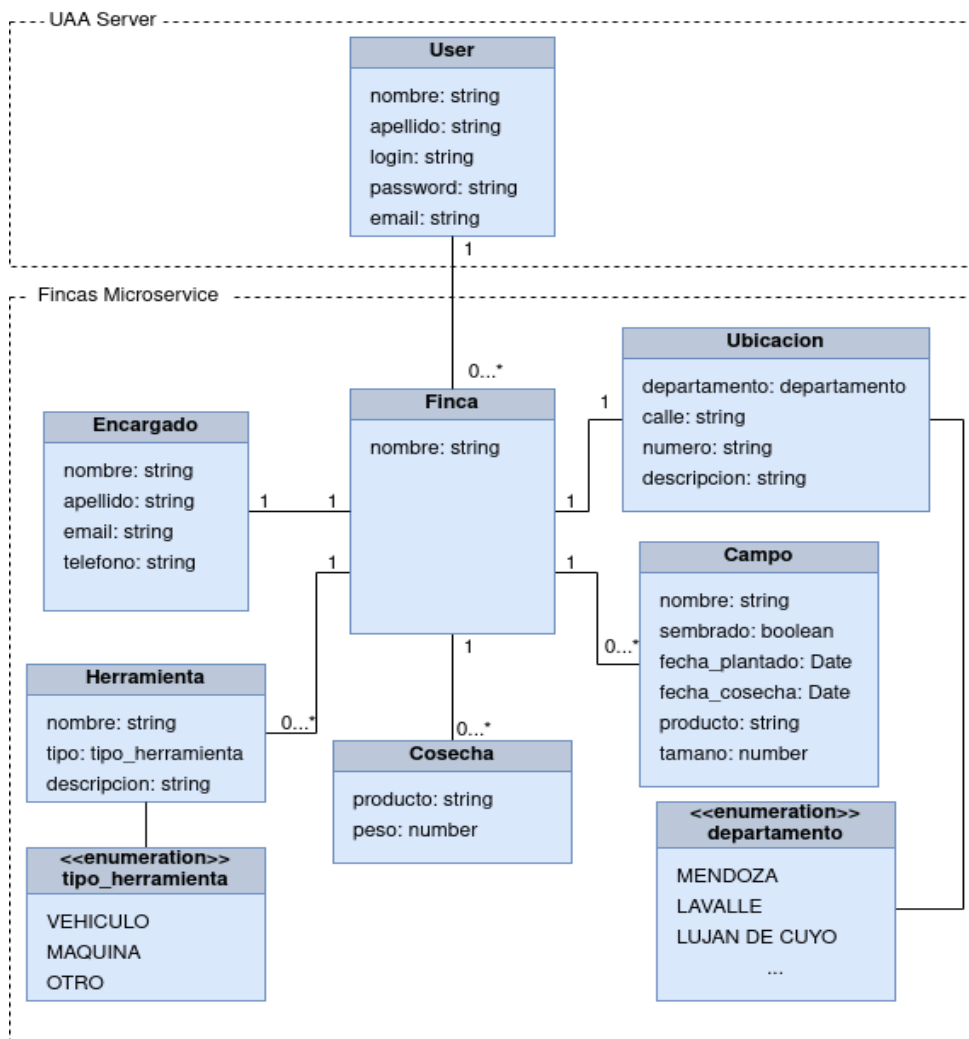 UAA Server
User
nombre: string
apellido: string
login: string
password: string
email: string
1
Fincas Microservice
0...*
Finca
nombre: string
Encargado
nombre: string
apellido: string
email: string
telefono: string
1
1
1
1
Ubicacion
departamento: departamento
calle: string
numero: string
descripcion: string
1
Campo
nombre: string
sembrado: boolean
fecha_plantado: Date
fecha_cosecha: Date
producto: string
tamano: number
0...*
1
Herramienta
nombre: string
tipo: tipo_herramienta
descripcion: string
0...*
1
0...*
Cosecha
producto: string
peso: number
<<enumeration>>
tipo_herramienta
VEHICULO
MAQUINA
OTRO
<<enumeration>>
departamento
MENDOZA
LAVALLE
LUJAN DE CUYO
...